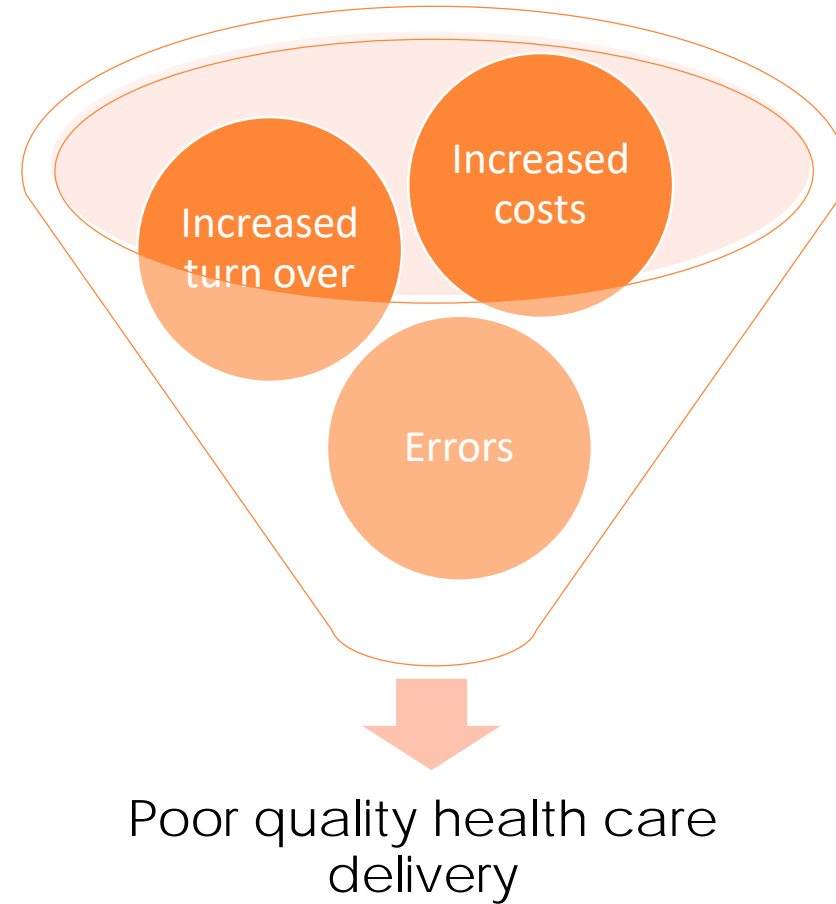 Increased
costs
Increased
turn over
Errors
Poor quality health care
delivery